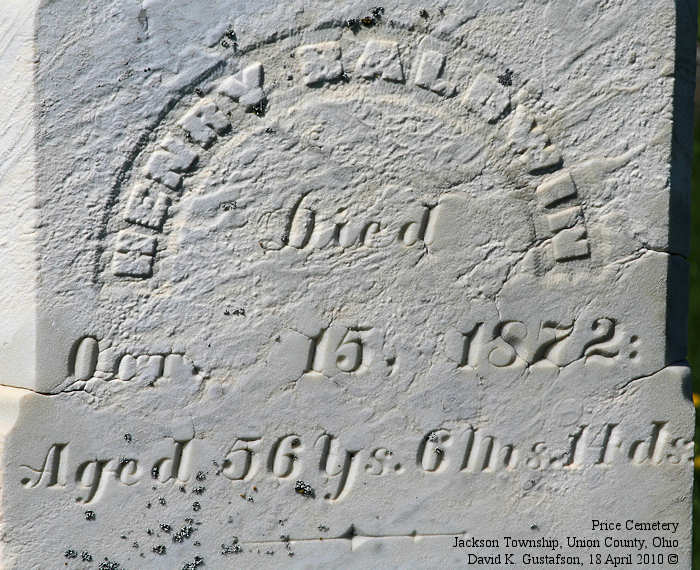 HENRY V. BALDWIN
Died
Oct. 15, 1872:
Aged 56 Ys. 6 Ms. 14 ds.
Price Cemetery
Jackson Township, Union County, Ohio
David K. Gustafson, 18 April 2010 ©